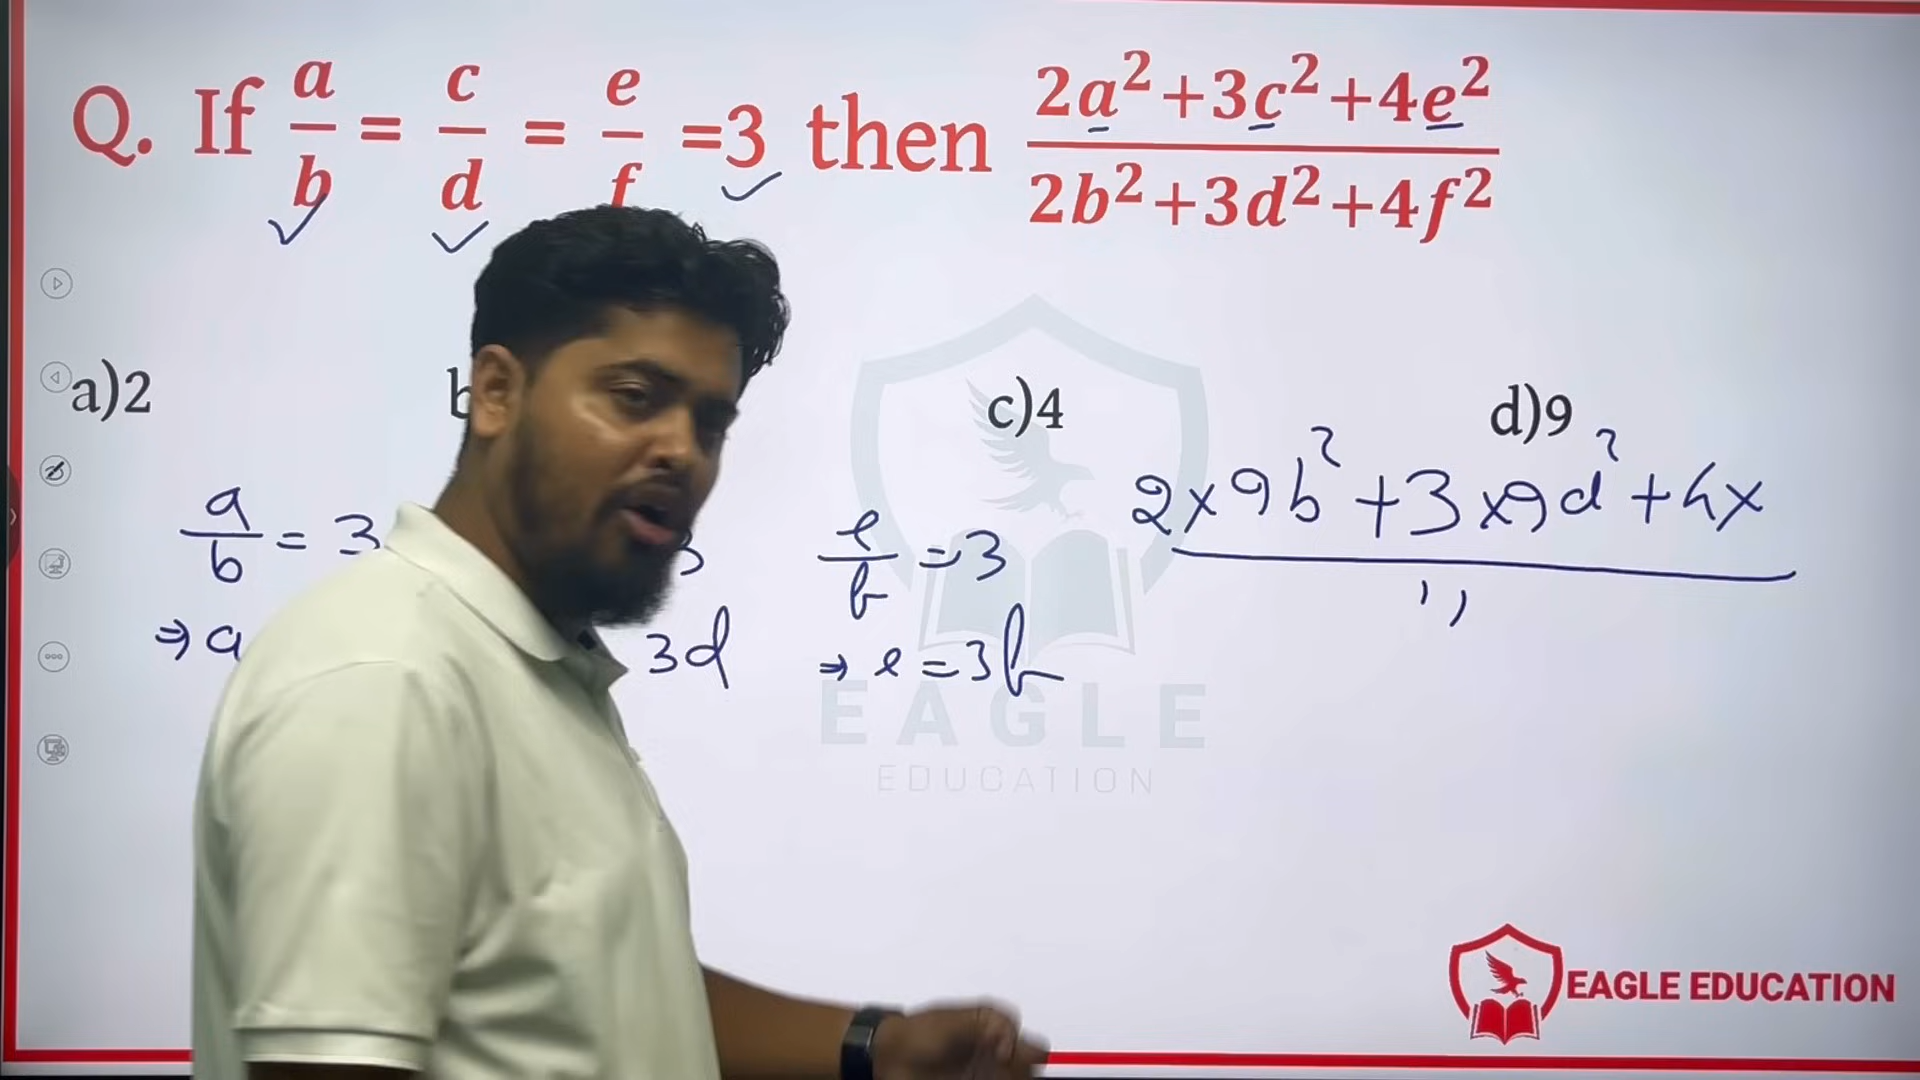 Q. If a/b = c/d = e/f =3 then (2a²+3c²+4e²)/(2b²+3d²+4f²)
a)2
c)4
d)9
a/b = 3
e/f = 3
2×9b²+3×9d²+4×
,,
⇒ a
3d
⇒ e = 3f
EAGLE
EDUCATION
EAGLE EDUCATION